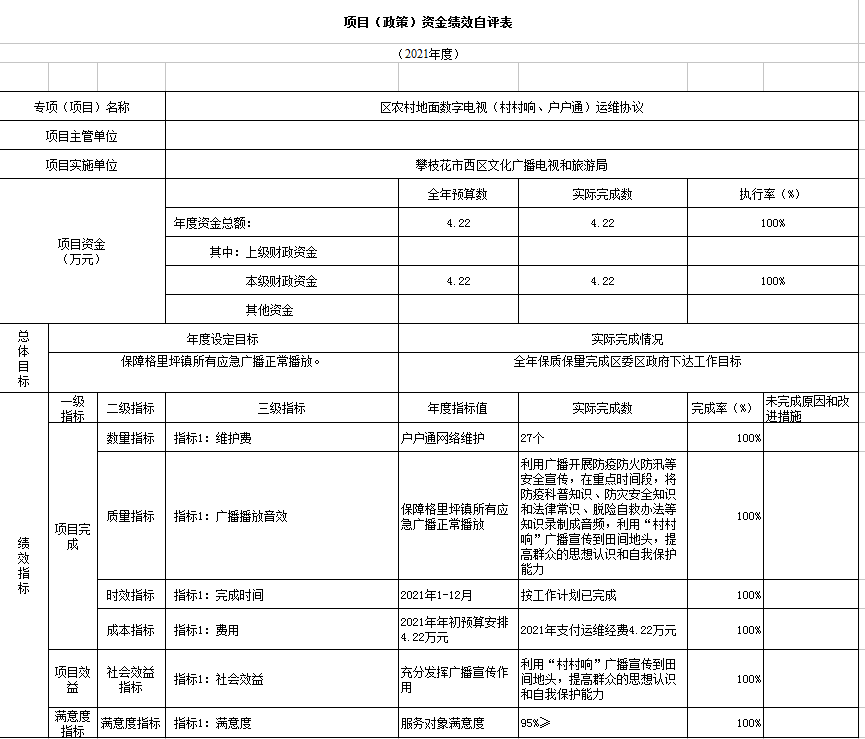 项目（政策）资金绩效自评表
（2021年度）
专项（项目）名称
区农村地面数字电视（村村响、户户通）运维协议
项目主管单位
项目实施单位
攀枝花市西区文化广播电视和旅游局
项目资金
（万元）
全年预算数
实际完成数
执行率（%）
年度资金总额：
4.22
4.22
100%
其中：上级财政资金
本级财政资金
4.22
4.22
100%
其他资金
总
体
目
标
年度设定目标
实际完成情况
保障格里坪镇所有应急广播正常播放。
全年保质保量完成区委区政府下达工作目标
绩
效
指
标
一级
指标
二级指标
三级指标
年度指标值
实际完成数
完成率（%）
未完成原因和改
进措施
项目完
成
数量指标
指标1：维护费
户户通网络维护
27个
100%
质量指标
指标1：广播播放音效
保障格里坪镇所有应
急广播正常播放
利用广播开展防疫防火防汛等
安全宣传，在重点时间段，将
防疫科普知识、防灾安全知识
和法律常识、脱险自救办法等
知识录制成音频，利用“村村
响”广播宣传到田间地头，提
高群众的思想认识和自我保护
能力
100%
时效指标
指标1：完成时间
2021年1-12月
按工作计划已完成
100%
成本指标
指标1：费用
2021年年初预算安排
4.22万元
2021年支付运维经费4.22万元
100%
项目效
益
社会效益
指标
指标1：社会效益
充分发挥广播宣传作
用
利用“村村响”广播宣传到田
间地头，提高群众的思想认识
和自我保护能力
100%
满意度
指标
满意度指标
指标1：满意度
服务对象满意度
95%≥
100%